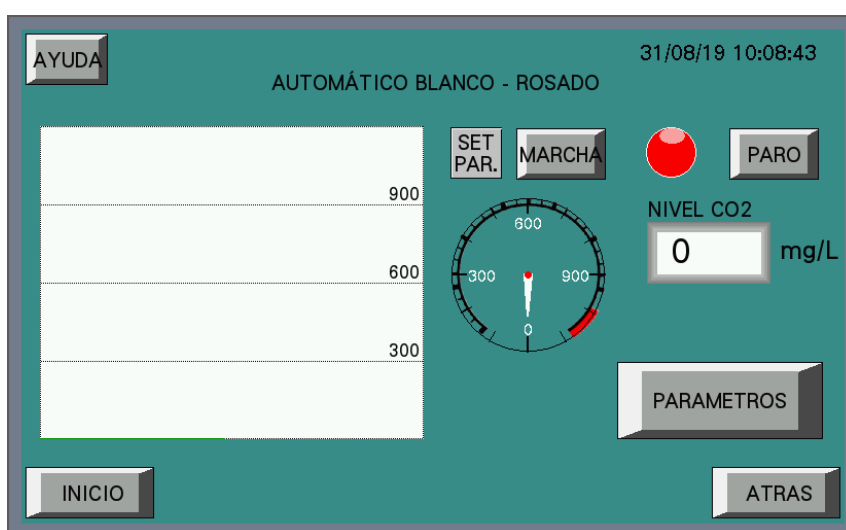 AYUDA
31/08/19 10:08:43
AUTOMÁTICO BLANCO - ROSADO
SET
PAR.
MARCHA
PARO
900
600
300
600
300
900
0
NIVEL CO2
0
mg/L
PARAMETROS
INICIO
ATRAS